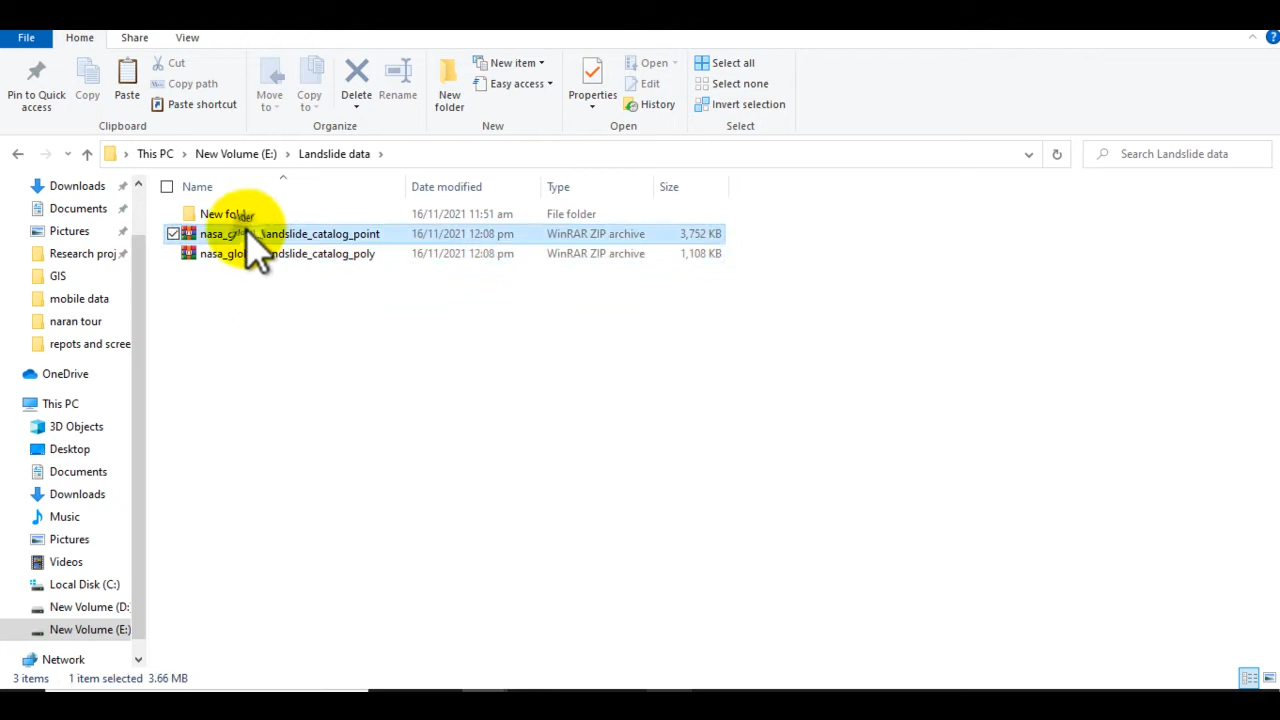 File Home Share View
Pin to Quick access
Copy
Paste
Cut
Copy path
Paste shortcut
Clipboard
Move to
Copy to
Delete
Rename
Organize
New folder
New item
Easy access
New
Properties
Open
Edit
History
Open
Select all
Select none
Invert selection
Select
This PC › New Volume (E:) › Landslide data ›
Search Landslide data
Downloads
Documents
Pictures
Research proj
GIS
mobile data
naran tour
repots and scree
OneDrive
This PC
3D Objects
Desktop
Documents
Downloads
Music
Pictures
Videos
Local Disk (C:)
New Volume (D:
New Volume (E:)
Network
Name Date modified Type Size
New folder 16/11/2021 11:51 am File folder
16/11/2021 12:08 pm WinRAR ZIP archive 3,752 KB
16/11/2021 12:08 pm WinRAR ZIP archive 1,108 KB
3 items 1 item selected 3.66 MB